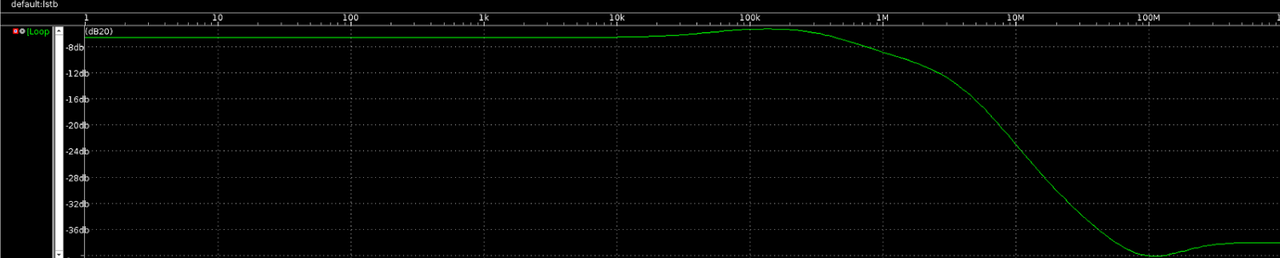 default:lstb
1 10 100 1k 10k 100k 1M 10M 100M
[Loop
(dB20)
-8db
-12db
-16db
-20db
-24db
-28db
-32db
-36db